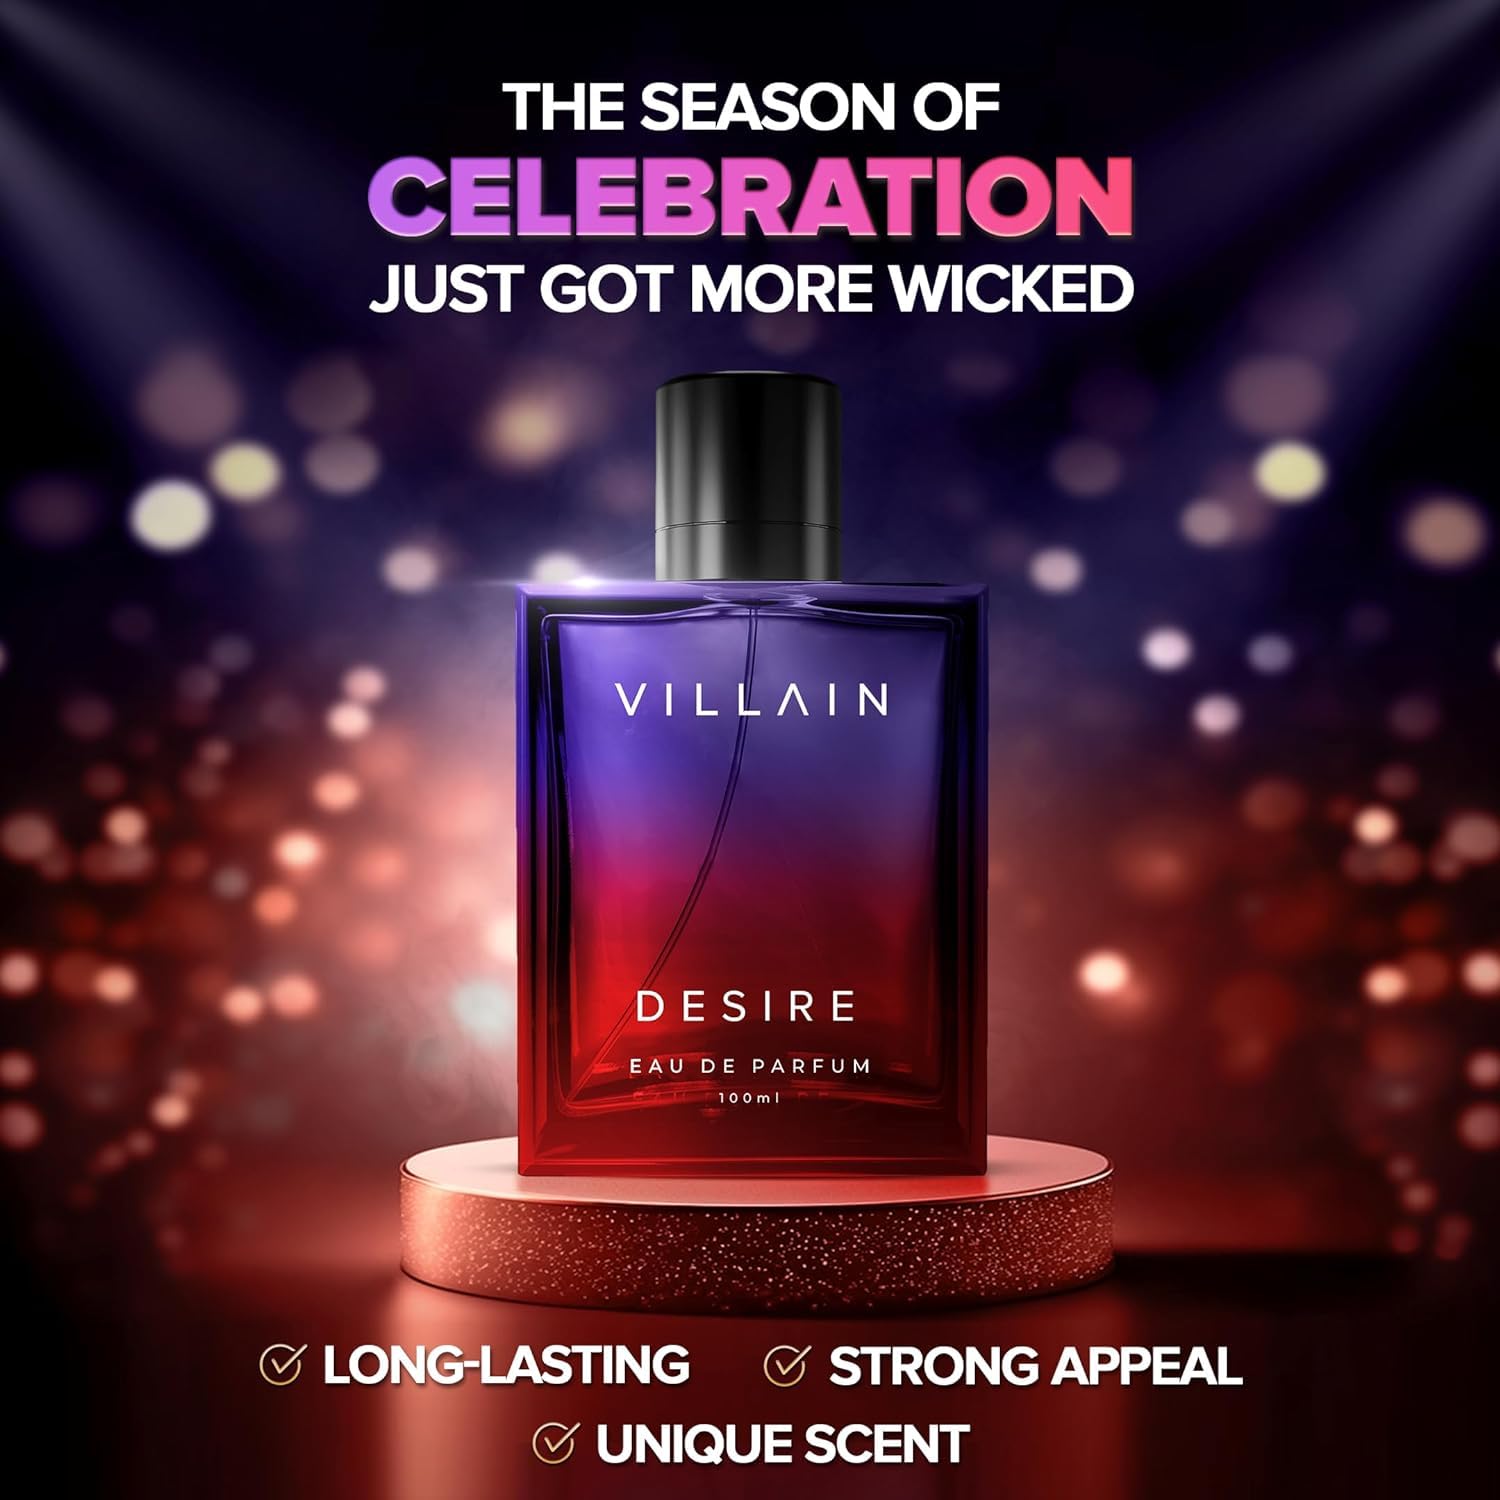 THE SEASON OF
CELEBRATION
JUST GOT MORE WICKED
VILLAIN
DESIRE
EAU DE PARFUM
100ml
LONG-LASTING
STRONG APPEAL
UNIQUE SCENT